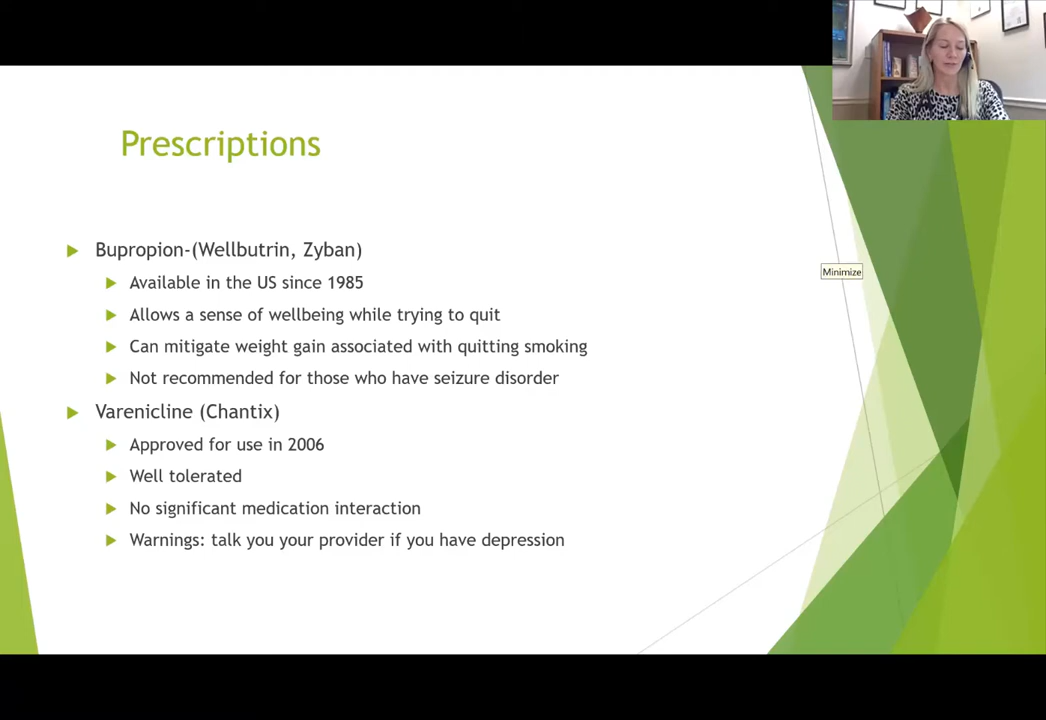 Prescriptions
Bupropion-(Wellbutrin, Zyban)
Available in the US since 1985
Allows a sense of wellbeing while trying to quit
Can mitigate weight gain associated with quitting smoking
Not recommended for those who have seizure disorder
Varenicline (Chantix)
Approved for use in 2006
Well tolerated
No significant medication interaction
Warnings: talk you your provider if you have depression
Minimize